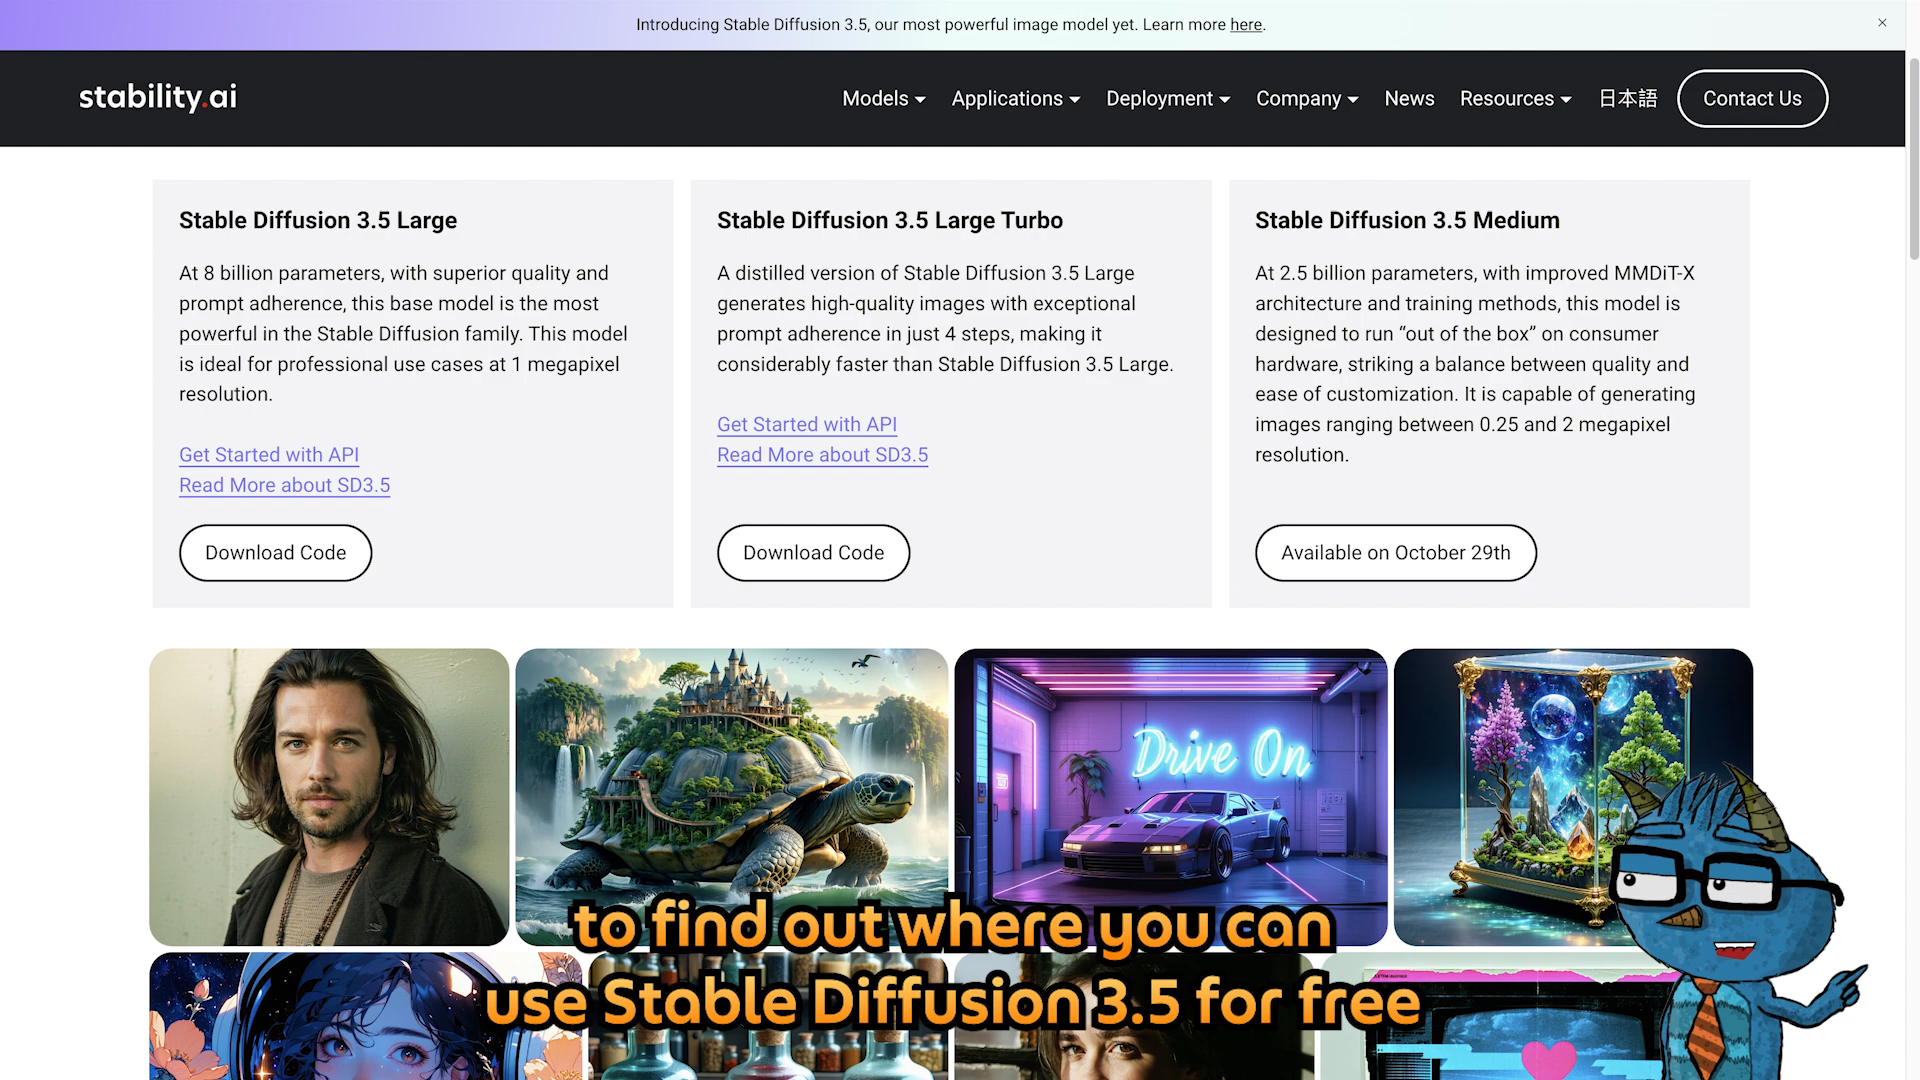 Introducing Stable Diffusion 3.5, our most powerful image model yet. Learn more here.
stability.ai
Models
Applications
Deployment
Company
News
Resources
日本語
Contact Us
Stable Diffusion 3.5 Large
At 8 billion parameters, with superior quality and
prompt adherence, this base model is the most
powerful in the Stable Diffusion family. This model
is ideal for professional use cases at 1 megapixel
resolution.
Get Started with API
Read More about SD3.5
Download Code
Stable Diffusion 3.5 Large Turbo
A distilled version of Stable Diffusion 3.5 Large
generates high-quality images with exceptional
prompt adherence in just 4 steps, making it
considerably faster than Stable Diffusion 3.5 Large.
Get Started with API
Read More about SD3.5
Download Code
Stable Diffusion 3.5 Medium
At 2.5 billion parameters, with improved MMDiT-X
architecture and training methods, this model is
designed to run “out of the box” on consumer
hardware, striking a balance between quality and
ease of customization. It is capable of generating
images ranging between 0.25 and 2 megapixel
resolution.
Available on October 29th
Drive On
to find out where you can
use Stable Diffusion 3.5 for free